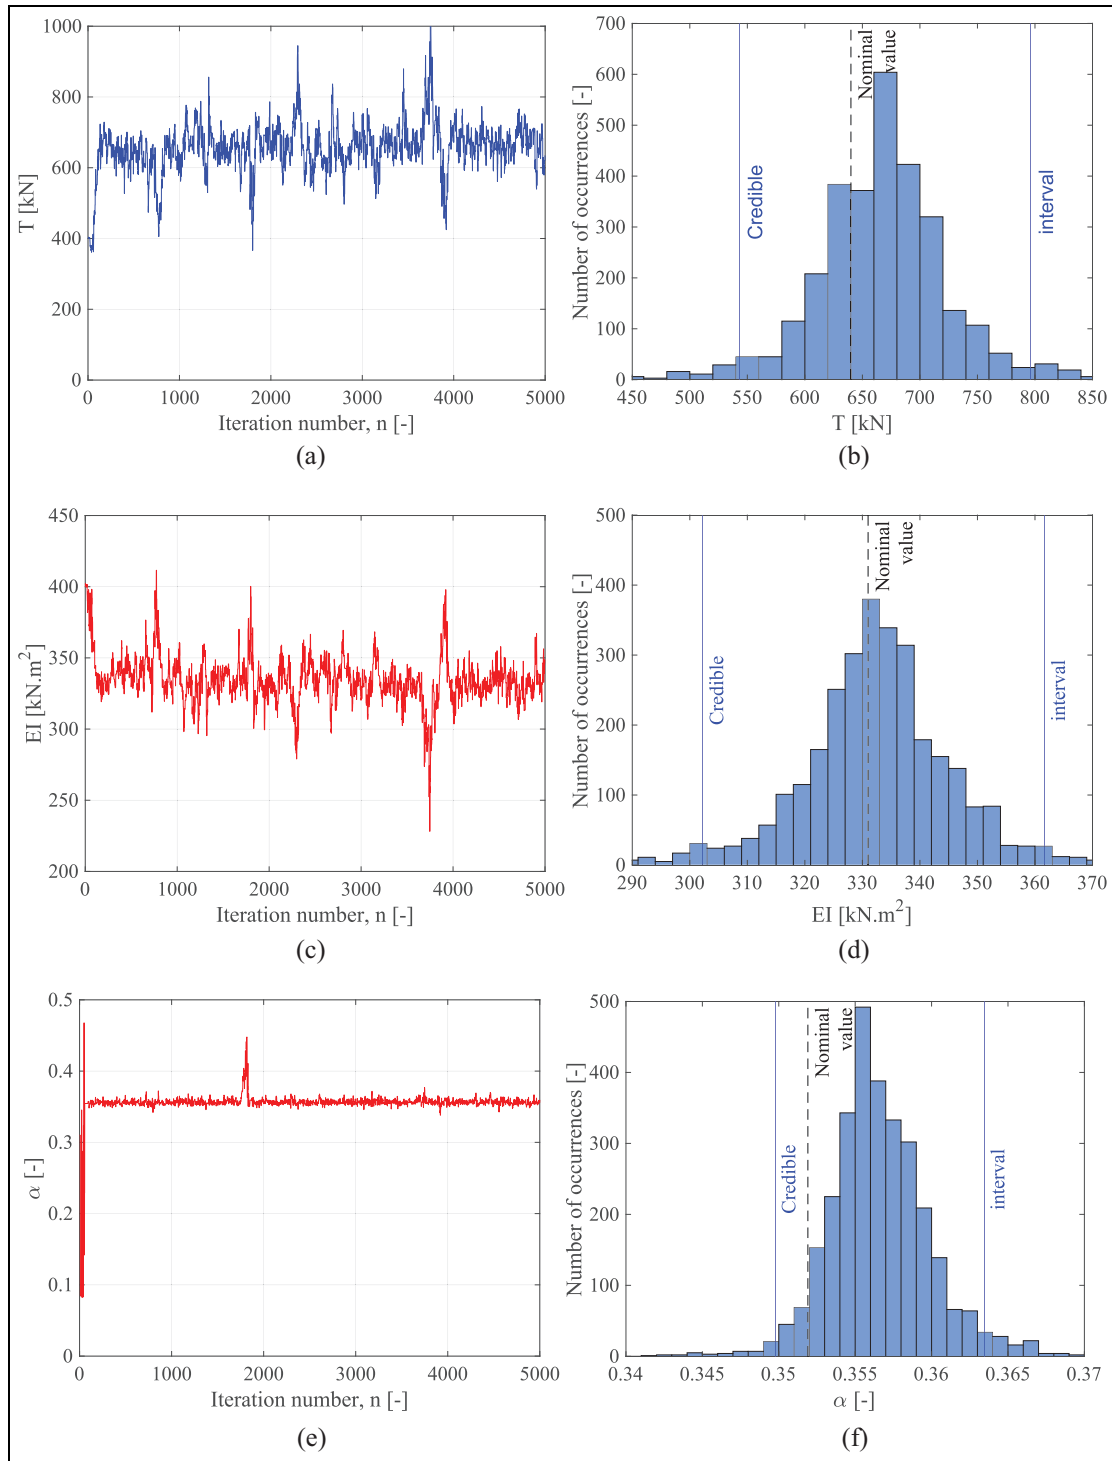 1000
800
600
400
200
0
T [kN]
0 1000 2000 3000 4000 5000
Iteration number, n [-]
(a)
700
600
500
400
300
200
100
0
Number of occurrences [-]
Credible
Nominal
value
interval
450 500 550 600 650 700 750 800 850
T [kN]
(b)
450
400
350
300
250
200
EI [kN.m²]
0 1000 2000 3000 4000 5000
Iteration number, n [-]
(c)
500
400
300
200
100
0
Number of occurrences [-]
Credible
Nominal
value
interval
290 300 310 320 330 340 350 360 370
EI [kN.m²]
(d)
0.5
0.4
0.3
0.2
0.1
0
α [-]
0 1000 2000 3000 4000 5000
Iteration number, n [-]
(e)
500
400
300
200
100
0
Number of occurrences [-]
Credible
Nominal
value
interval
0.34 0.345 0.35 0.355 0.36 0.365 0.37
α [-]
(f)